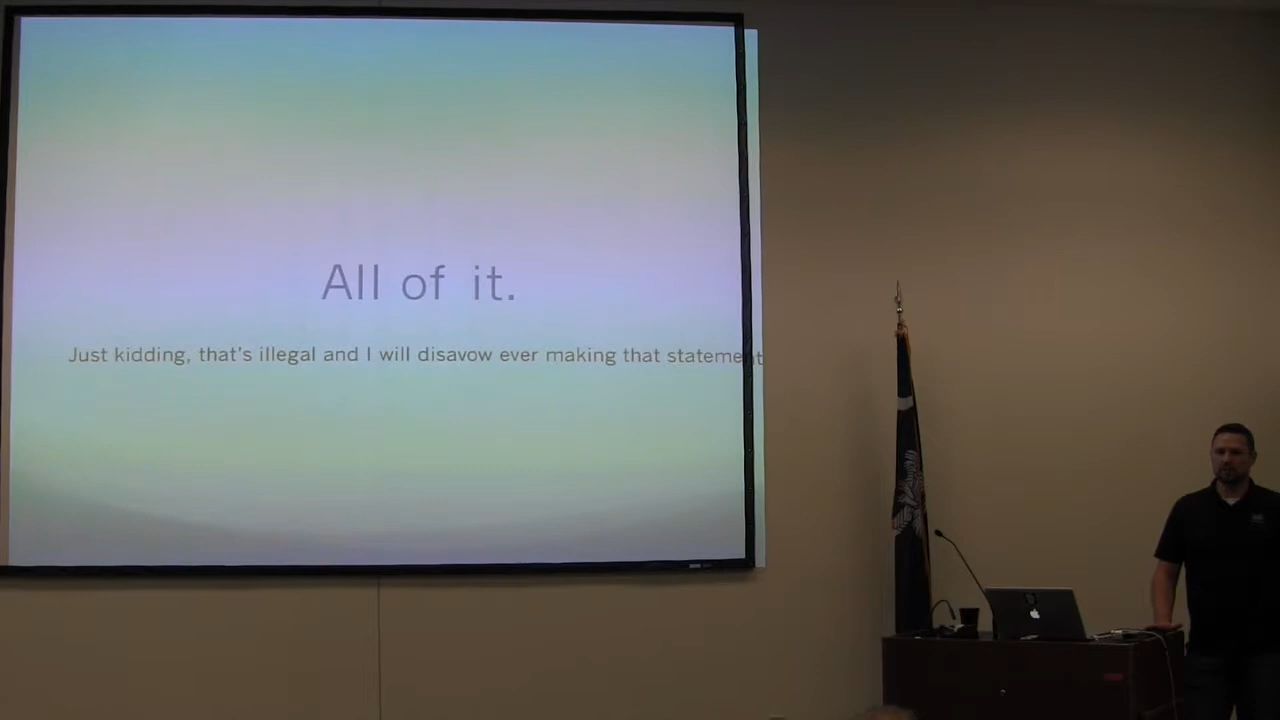 All of it.
Just kidding, that's illegal and I will disavow ever making that statement